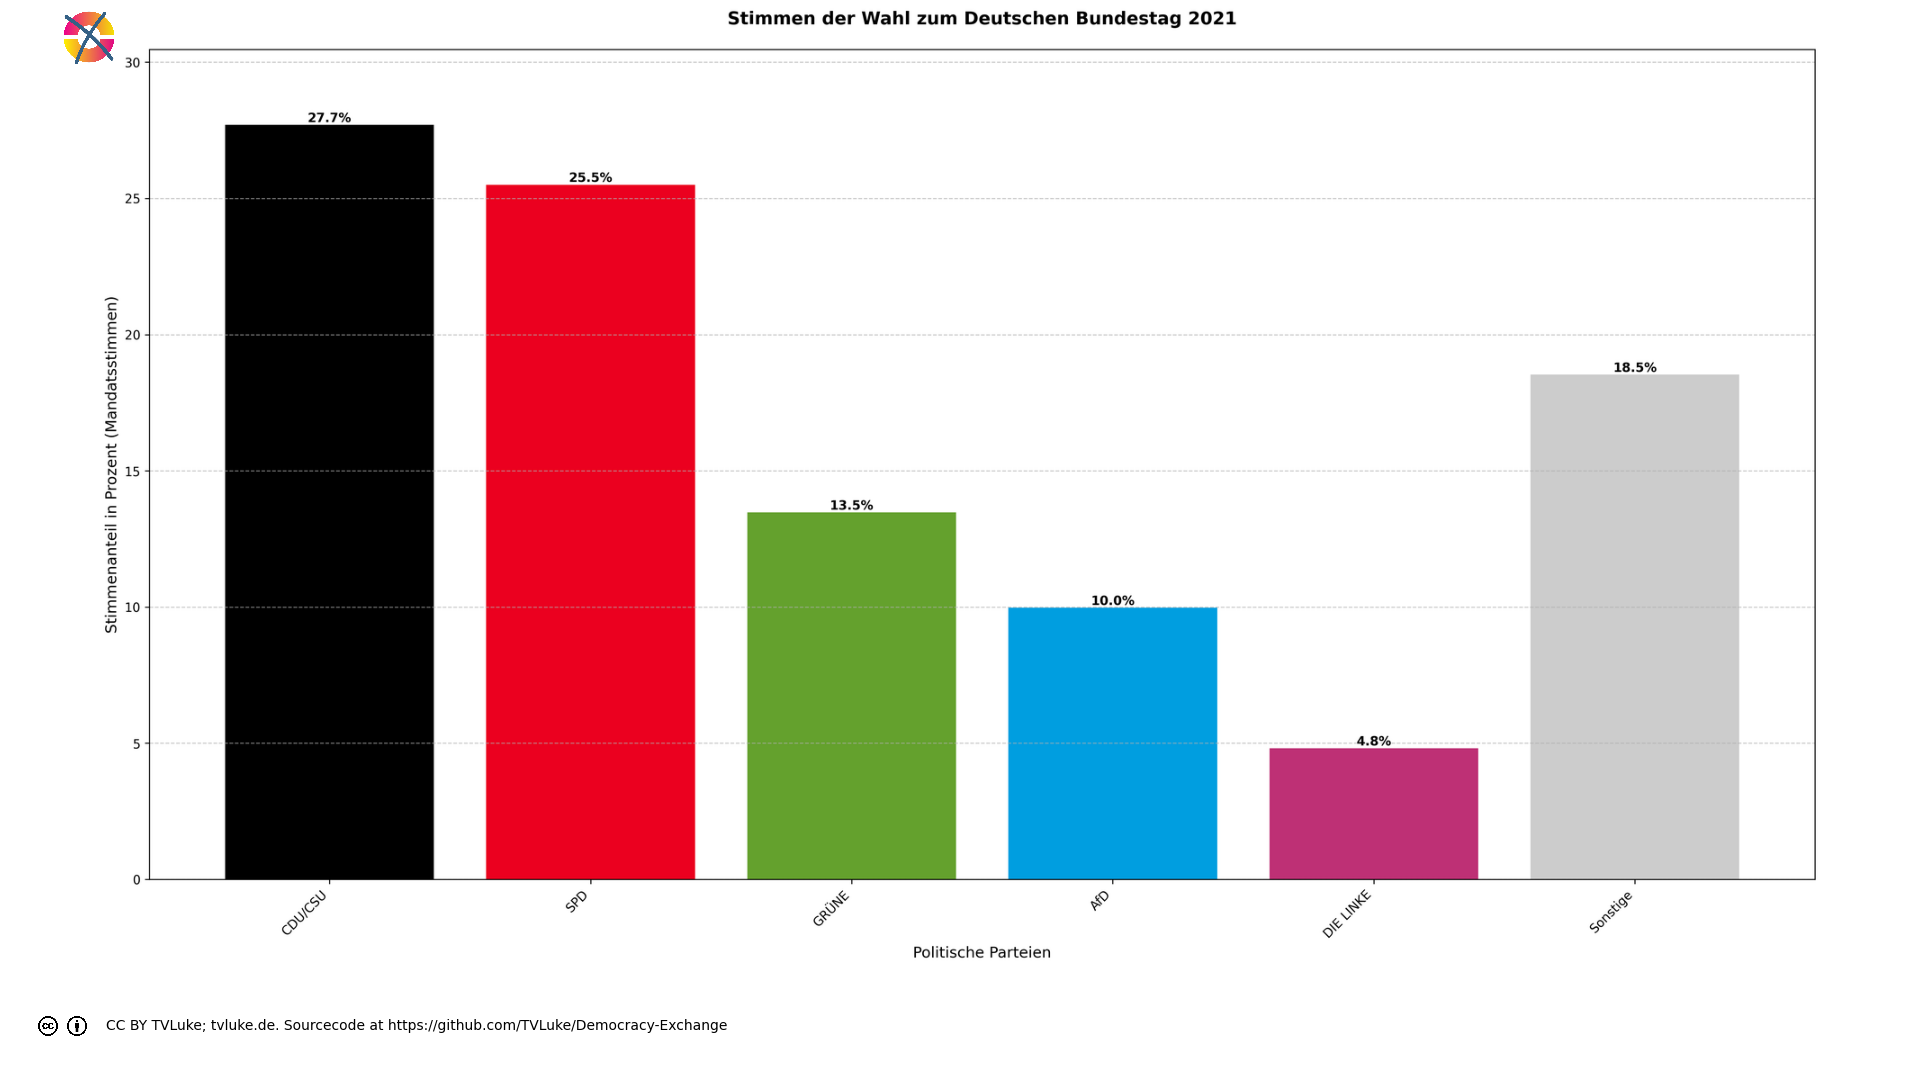 Stimmen der Wahl zum Deutschen Bundestag 2021
Stimmenanteil in Prozent (Mandatsstimmen)
30
25
20
15
10
5
0
27.7%
25.5%
13.5%
10.0%
4.8%
18.5%
CDU/CSU
SPD
GRÜNE
AfD
DIE LINKE
Sonstige
Politische Parteien
cc CC BY TVLuke; tvluke.de. Sourcecode at https://github.com/TVLuke/Democracy-Exchange